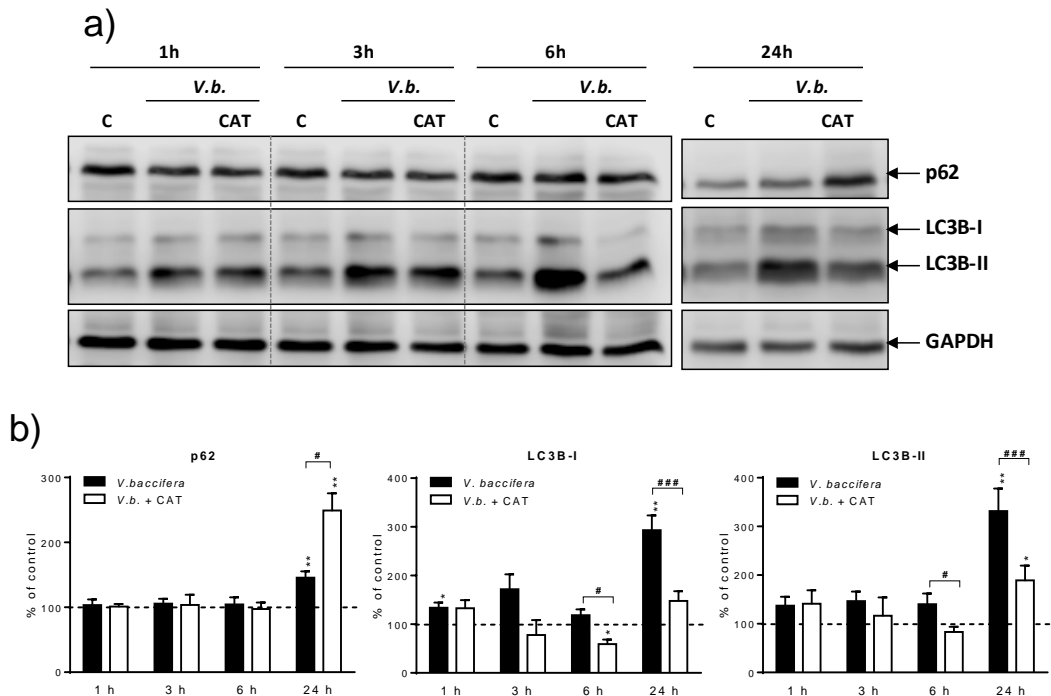 a)
1h 3h 6h 24h
V.b. V.b. V.b. V.b.
C CAT C CAT C CAT C CAT
p62
LC3B-I
LC3B-II
GAPDH
b)
p62
#
300
200
100
0
% of control
V.baccifera
V.b. + CAT
**
**
1 h 3 h 6 h 24 h
LC3B-I
###
400
300
200
100
0
% of control
V. baccifera
V.b. + CAT
**
*
#
*
1 h 3 h 6 h 24 h
LC3B-II
###
400
300
200
100
0
% of control
V. baccifera
V.b. + CAT
**
#
*
1 h 3 h 6 h 24 h